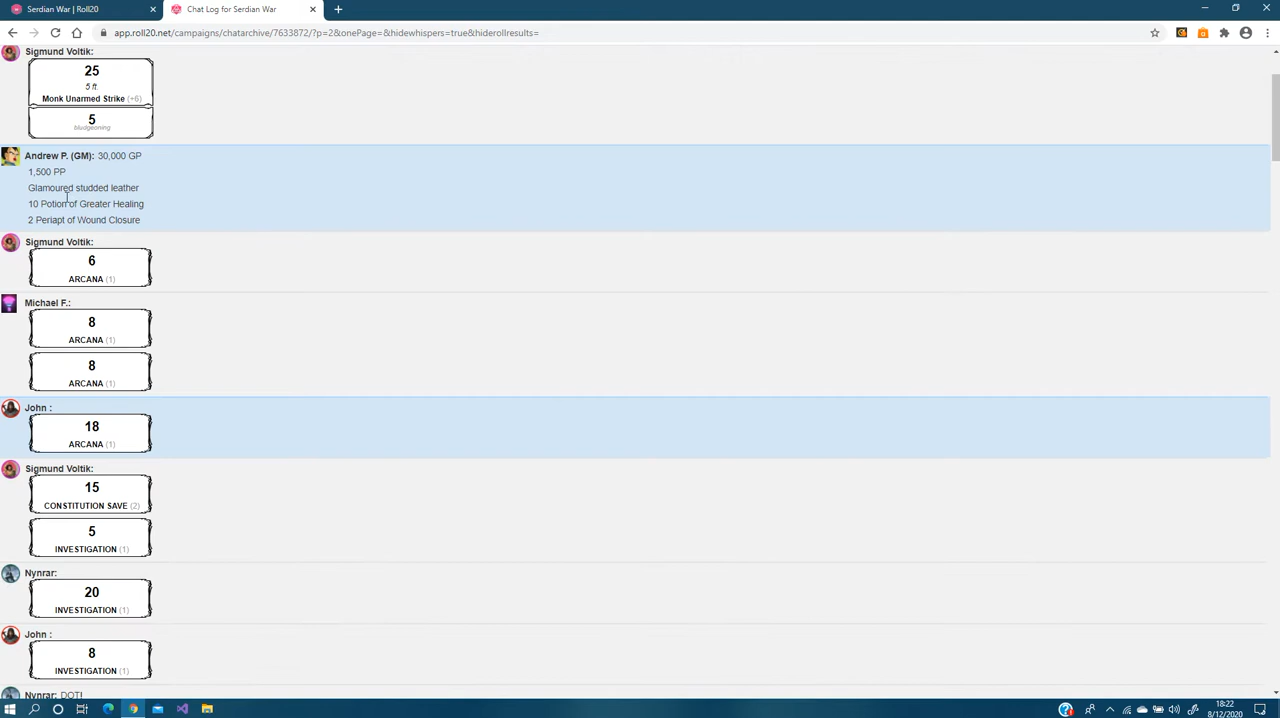 Serdian War | Roll20
Chat Log for Serdian War
app.roll20.net/campaigns/chatarchive/7633872/?p=2&onePage=&hidewhispers=true&hiderollresults=
Sigmund Voltik:
25
5 ft.
Monk Unarmed Strike (+6)
5
bludgeoning
Andrew P. (GM): 30,000 GP
1,500 PP
Glamoured studded leather
10 Potion of Greater Healing
2 Periapt of Wound Closure
Sigmund Voltik:
6
ARCANA (1)
Michael F.:
8
ARCANA (1)
8
ARCANA (1)
John :
18
ARCANA (1)
Sigmund Voltik:
15
CONSTITUTION SAVE (2)
5
INVESTIGATION (1)
Nynrar:
20
INVESTIGATION (1)
John :
8
INVESTIGATION (1)
Nynrar: DOT!
18:22
8/12/2020